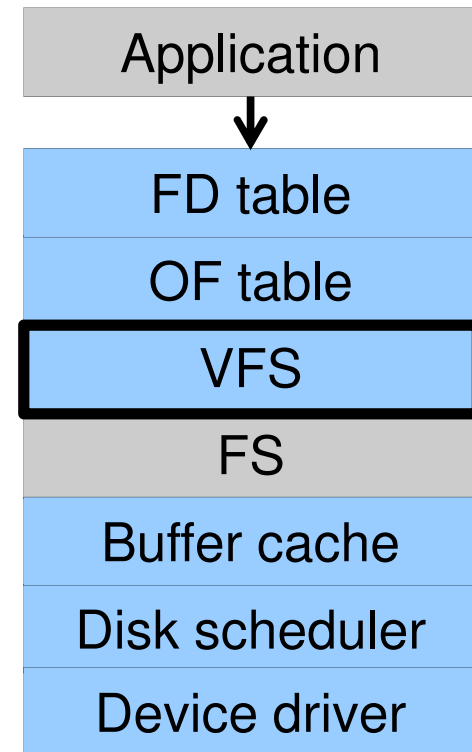 Application
FD table
OF table
VFS
FS
Buffer cache
Disk scheduler
Device driver